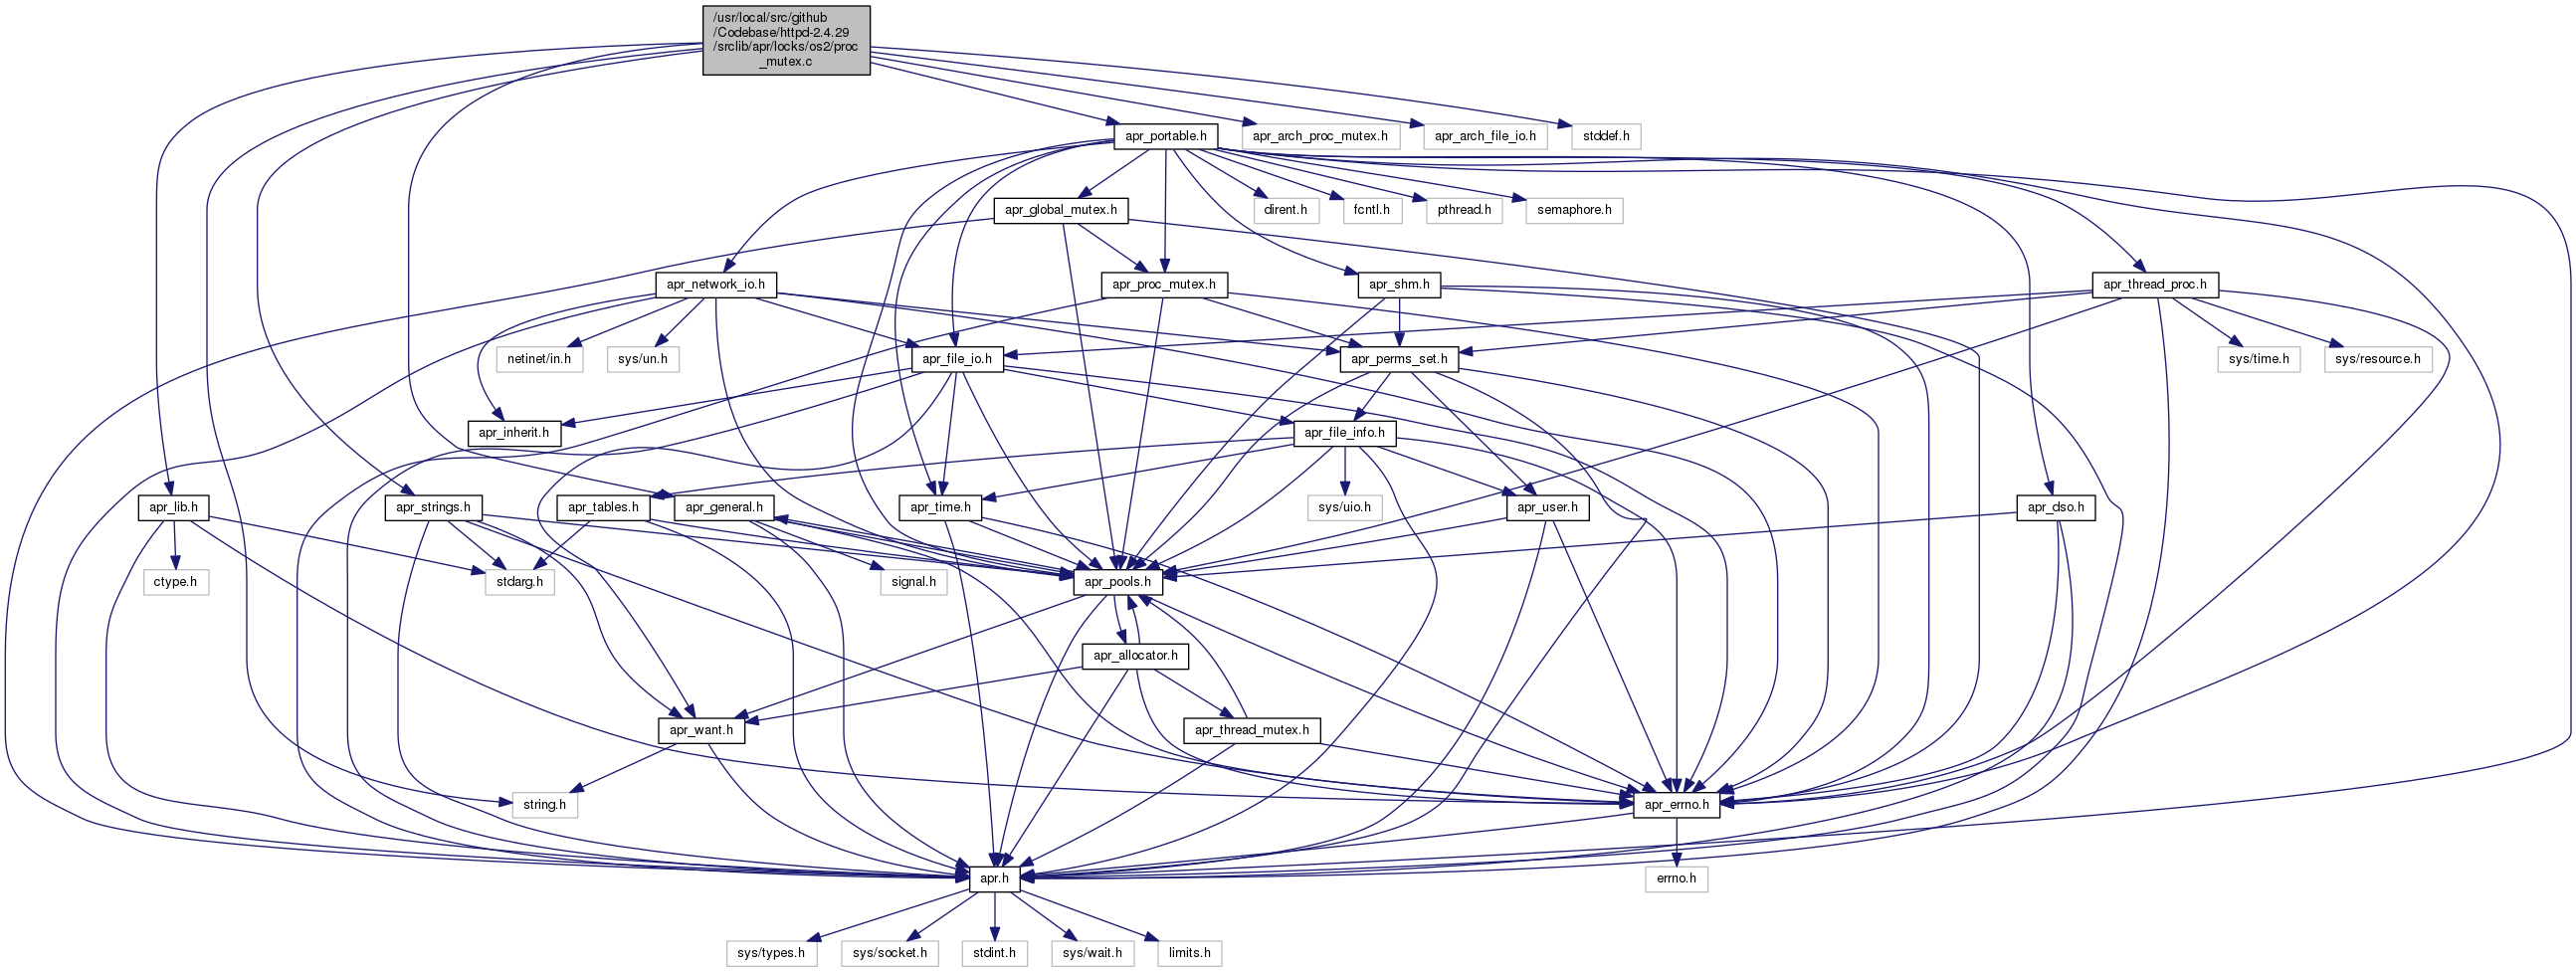 /usr/local/src/github
/Codebase/httpd-2.4.29
/srclib/apr/locks/os2/proc
_mutex.c
apr_portable.h
apr_arch_proc_mutex.h
apr_arch_file_io.h
stddef.h
apr_global_mutex.h
dirent.h
fcntl.h
pthread.h
semaphore.h
apr_network_io.h
apr_proc_mutex.h
apr_shm.h
apr_thread_proc.h
netinet/in.h
sys/un.h
apr_file_io.h
apr_perms_set.h
sys/time.h
sys/resource.h
apr_inherit.h
apr_file_info.h
apr_lib.h
apr_strings.h
apr_tables.h
apr_general.h
apr_time.h
sys/uio.h
apr_user.h
apr_dso.h
ctype.h
stdarg.h
signal.h
apr_pools.h
apr_allocator.h
apr_want.h
apr_thread_mutex.h
string.h
apr_errno.h
apr.h
errno.h
sys/types.h
sys/socket.h
stdint.h
sys/wait.h
limits.h